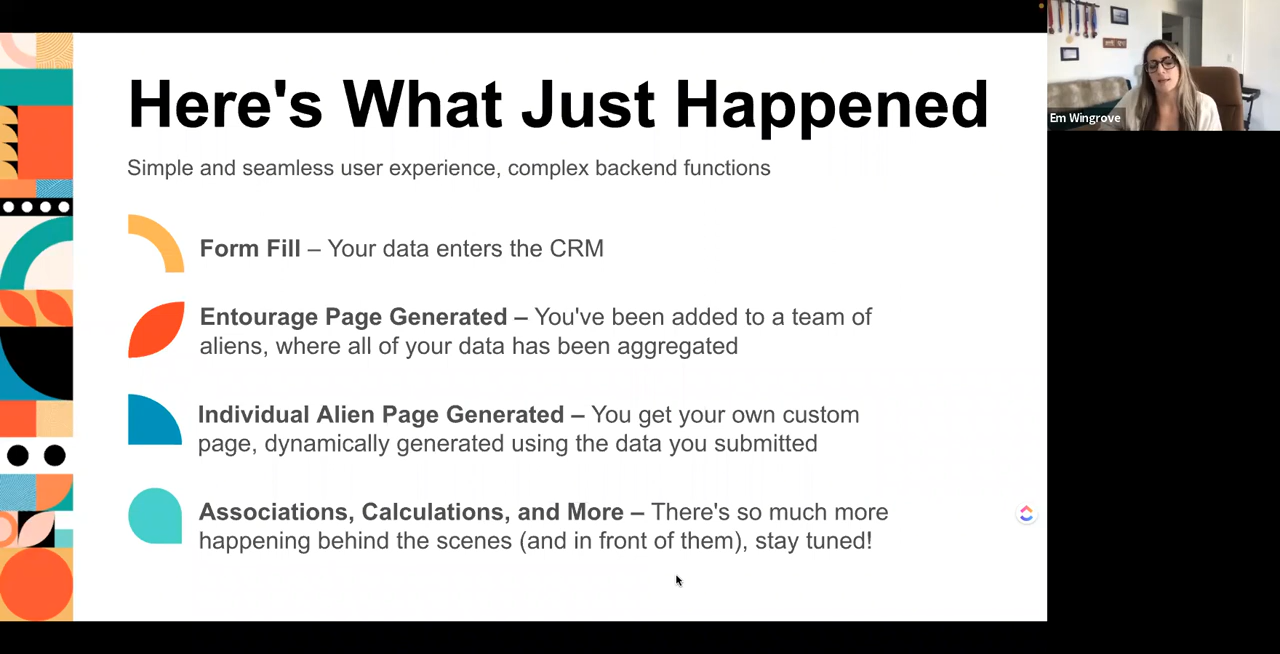 Here's What Just Happened
Simple and seamless user experience, complex backend functions
Form Fill – Your data enters the CRM
Entourage Page Generated – You've been added to a team of
aliens, where all of your data has been aggregated
Individual Alien Page Generated – You get your own custom
page, dynamically generated using the data you submitted
Associations, Calculations, and More – There's so much more
happening behind the scenes (and in front of them), stay tuned!
Em Wingrove